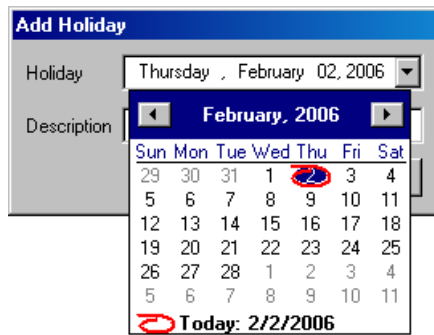 Add Holiday
Holiday Thursday , February 02, 2006
Description
February, 2006
Sun Mon Tue Wed Thu Fri Sat
29 30 31 1 2 3 4
5 6 7 8 9 10 11
12 13 14 15 16 17 18
19 20 21 22 23 24 25
26 27 28 1 2 3 4
5 6 7 8 9 10 11
Today: 2/2/2006